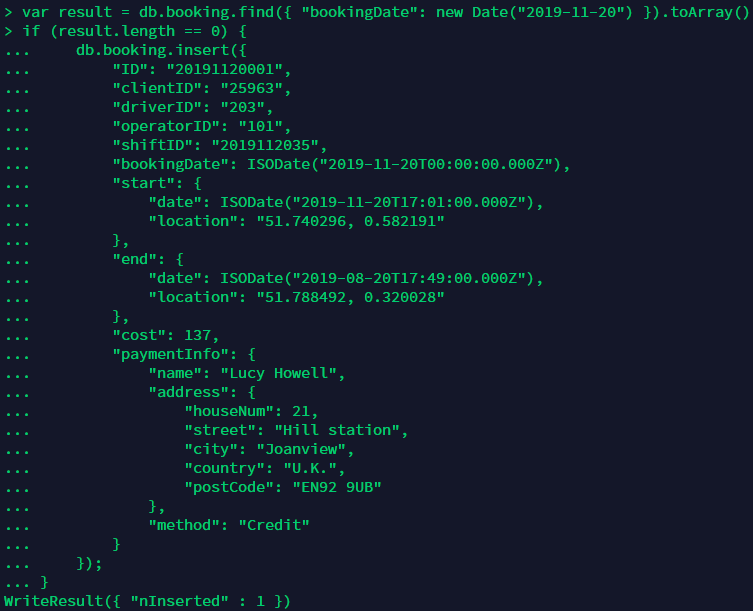 > var result = db.booking.find({ "bookingDate": new Date("2019-11-20") }).toArray()
> if (result.length == 0) {
...     db.booking.insert({
...         "ID": "20191120001",
...         "clientID": "25963",
...         "driverID": "203",
...         "operatorID": "101",
...         "shiftID": "2019112035",
...         "bookingDate": ISODate("2019-11-20T00:00:00.000Z"),
...         "start": {
...             "date": ISODate("2019-11-20T17:01:00.000Z"),
...             "location": "51.740296, 0.582191"
...         },
...         "end": {
...             "date": ISODate("2019-08-20T17:49:00.000Z"),
...             "location": "51.788492, 0.320028"
...         },
...         "cost": 137,
...         "paymentInfo": {
...             "name": "Lucy Howell",
...             "address": {
...                 "houseNum": 21,
...                 "street": "Hill station",
...                 "city": "Joanview",
...                 "country": "U.K.",
...                 "postCode": "EN92 9UB"
...             },
...             "method": "Credit"
...         }
...     });
... }
WriteResult({ "nInserted" : 1 })